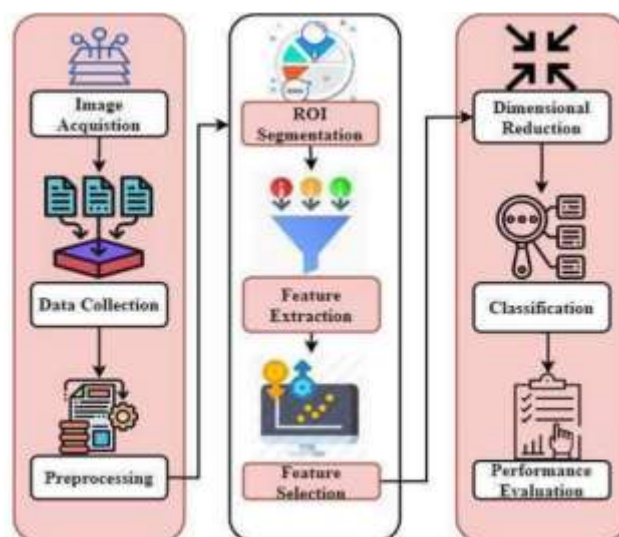 Image
Acquistion
Data Collection
Preprocessing
ROI
Segmentation
Feature
Extraction
Feature
Selection
Dimensional
Reduction
Classification
Performance
Evaluation